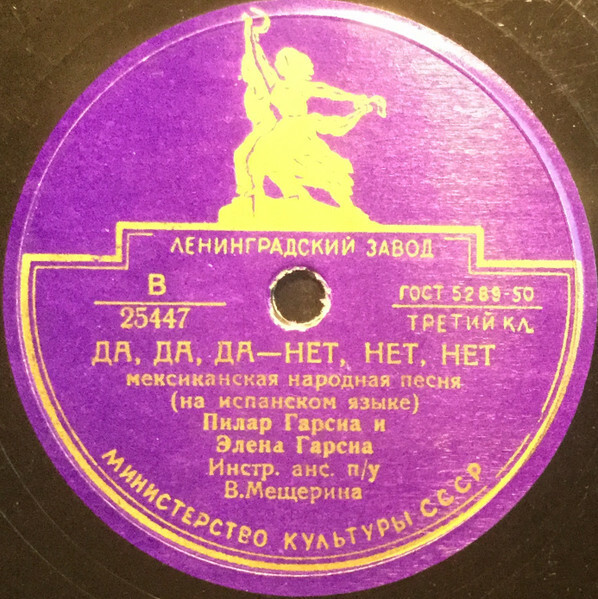 ЛЕНИНГРАДСКИЙ ЗАВОД
В
25447
ГОСТ 5289-50
ТРЕТИЙ КЛ.
ДА, ДА, ДА—НЕТ, НЕТ, НЕТ
мексиканская народная песня
(на испанском языке)
Пилар Гарсиа и
Элена Гарсиа
Инстр. анс. п/у
В.Мещерина
МИНИСТЕРСТВО КУЛЬТУРЫ СССР